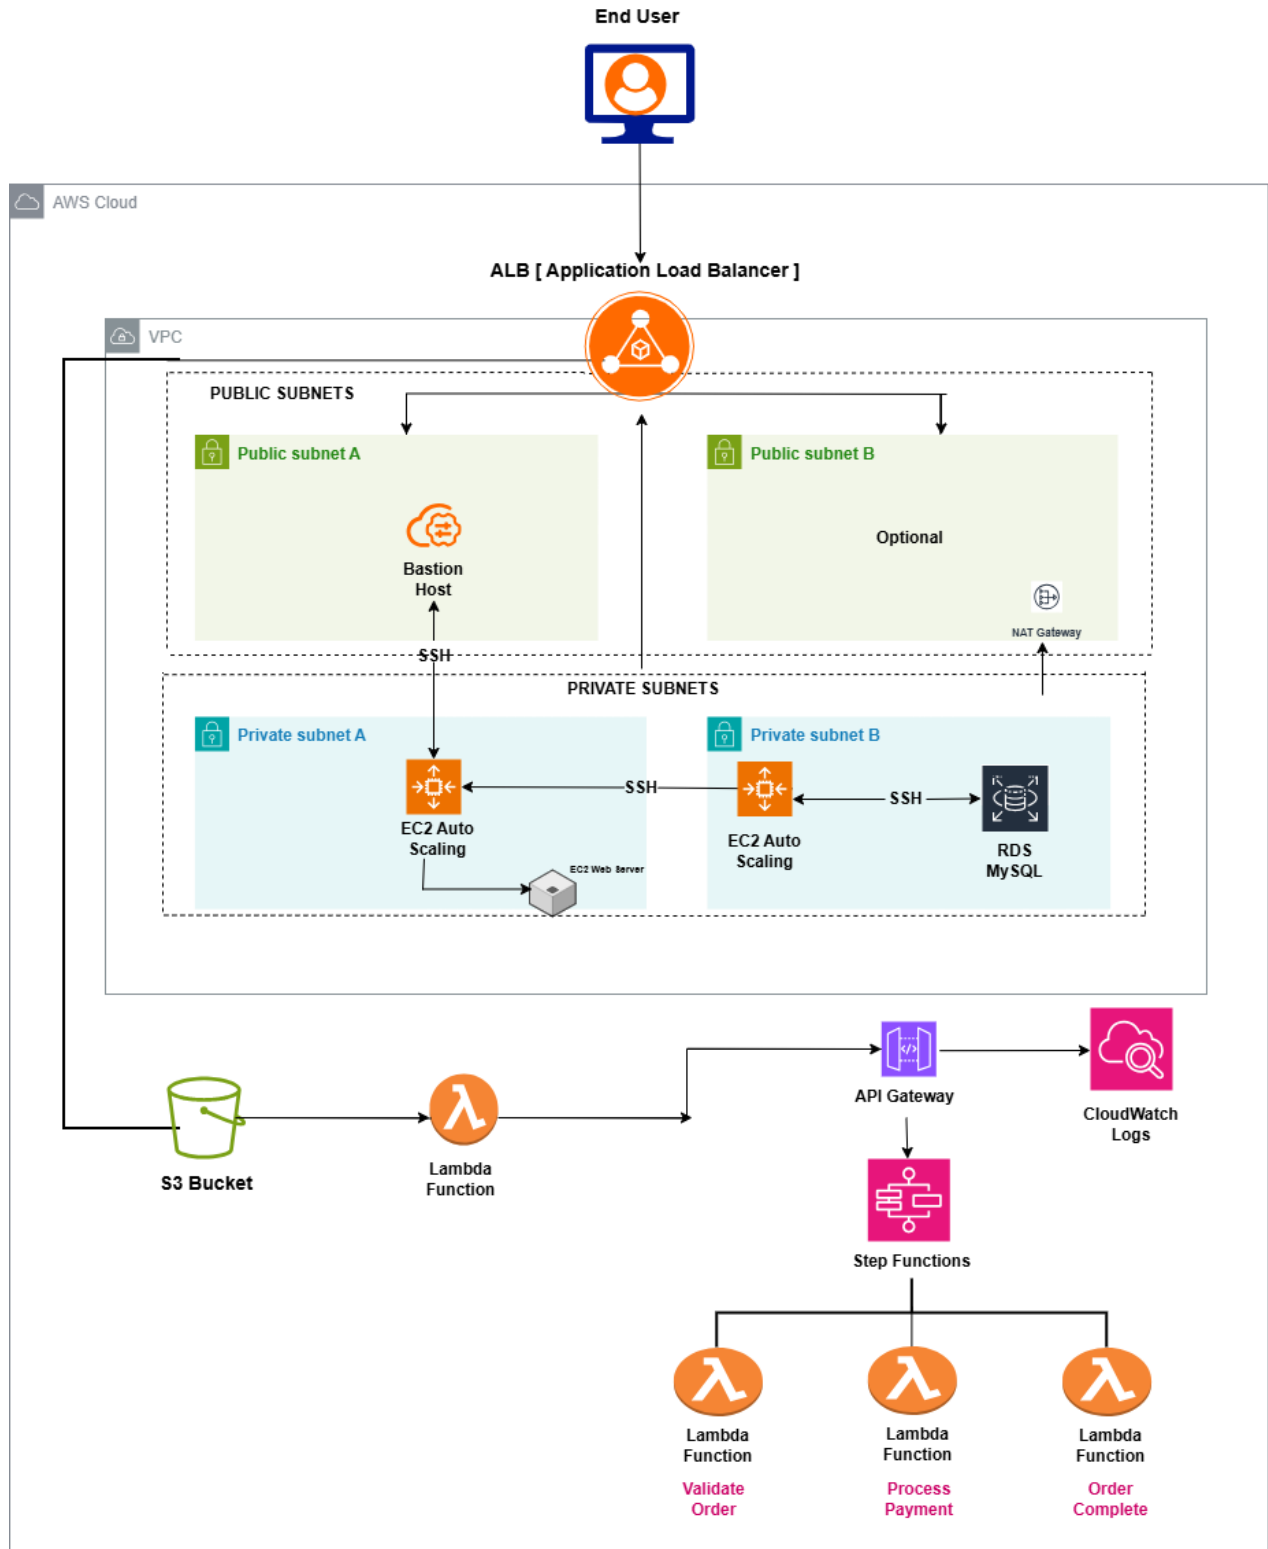 End User
AWS Cloud
ALB [ Application Load Balancer ]
VPC
PUBLIC SUBNETS
Public subnet A
Public subnet B
Optional
Bastion
Host
NAT Gateway
SSH
PRIVATE SUBNETS
Private subnet A
Private subnet B
SSH
SSH
EC2 Auto
Scaling
EC2 Auto
Scaling
RDS
MySQL
EC2 Web Server
API Gateway
CloudWatch
Logs
S3 Bucket
Lambda
Function
Step Functions
Lambda
Function
Validate
Order
Lambda
Function
Process
Payment
Lambda
Function
Order
Complete